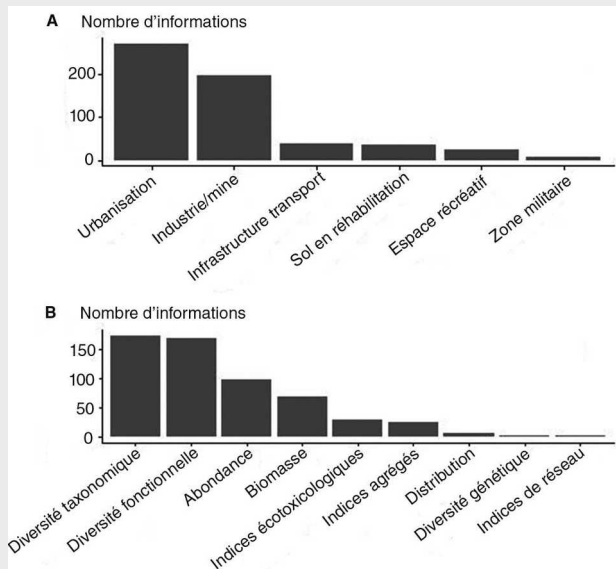 A Nombre d'informations
200
100
0
Urbanisation
Industrie/mine
Infrastructure transport
Sol en réhabilitation
Espace récréatif
Zone militaire
B Nombre d'informations
150
100
50
0
Diversité taxonomique
Diversité fonctionnelle
Abondance
Biomasse
Indices écotoxicologiques
Indices agrégés
Distribution
Diversité génétique
Indices de réseau